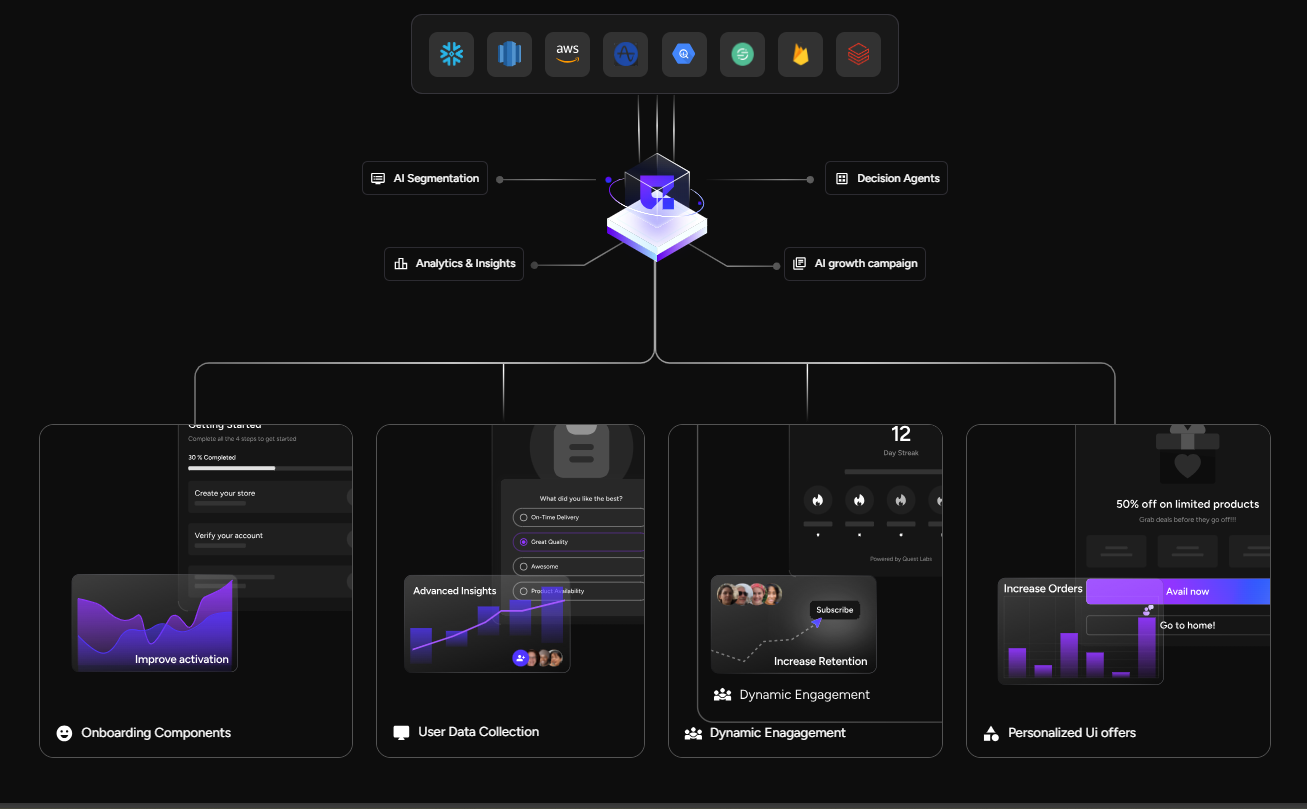 aws
AI Segmentation
Decision Agents
Analytics & Insights
AI growth campaign
Getting Started
Complete all the 4 steps to get started
30 % Completed
Create your store
Verify your account
Improve activation
Onboarding Components
What did you like the best?
On-Time Delivery
Great Quality
Awesome
Product Availability
Advanced Insights
User Data Collection
12
Day Streak
Powered by Quest Labs
Subscribe
Increase Retention
Dynamic Engagement
Dynamic Enagagement
50% off on limited products
Grab deals before they go off!!!
Increase Orders
Avail now
Go to home!
Personalized Ui offers